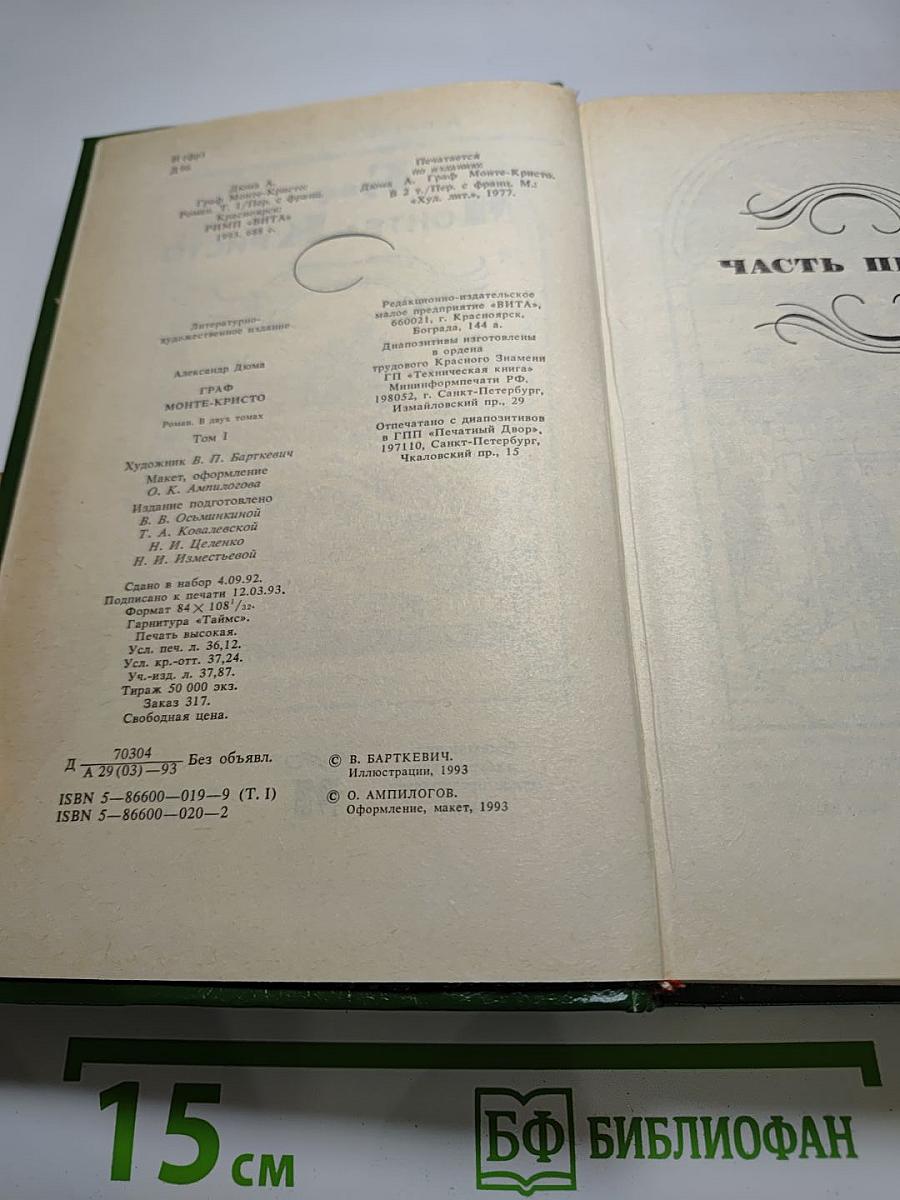 Дюма А.
Граф Монте-Кристо:
Роман. Т. 1/Пер. с франц.
Красноярск:
РИМП «ВИТА»
1993. 688 с.
Печатается
по изданию:
Дюма А. Граф Монте-Кристо.
В 2 т./Пер. с франц. М.:
«Худ. лит.», 1977.
Литературно-
художественное издание
Александр Дюма
ГРАФ
МОНТЕ-КРИСТО
Роман. В двух томах
Том I
Художник В. П. Барткевич
Макет, оформление
О. К. Ампилогова
Издание подготовлено
В. В. Осьминкиной
Т. А. Ковалевской
Н. И. Целенко
Н. И. Изместьевой
Сдано в набор 4.09.92.
Подписано к печати 12.03.93.
Формат 84 × 108 1/32.
Гарнитура «Таймс».
Печать высокая.
Усл. печ. л. 36,12.
Усл. кр.-отт. 37,24.
Уч.-изд. л. 37,87.
Тираж 50 000 экз.
Заказ 317.
Свободная цена.
Редакционно-издательское
малое предприятие «ВИТА»,
660021, г. Красноярск,
Бограда, 144 а.
Диапозитивы изготовлены
в ордена
трудового Красного Знамени
ГП «Техническая книга»
Мининформпечати РФ.
198052, г. Санкт-Петербург,
Измайловский пр., 29
Отпечатано с диапозитивов
в ГПП «Печатный Двор».
197110, Санкт-Петербург,
Чкаловский пр., 15
Д 70304/А 29(03)—93 Без объявл.
ISBN 5—86600—019—9 (Т. I)
ISBN 5—86600—020—2
© В. БАРТКЕВИЧ.
Иллюстрации, 1993
© О. АМПИЛОГОВ.
Оформление, макет, 1993
ЧАСТЬ
15 см
БФ БИБЛИОФАН